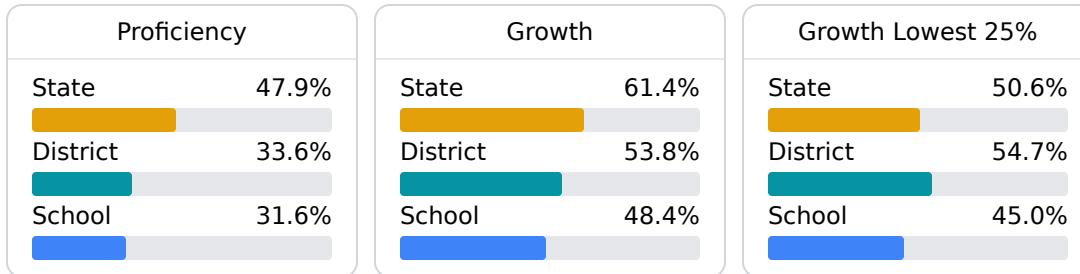 Proficiency
State 47.9%
District 33.6%
School 31.6%
Growth
State 61.4%
District 53.8%
School 48.4%
Growth Lowest 25%
State 50.6%
District 54.7%
School 45.0%